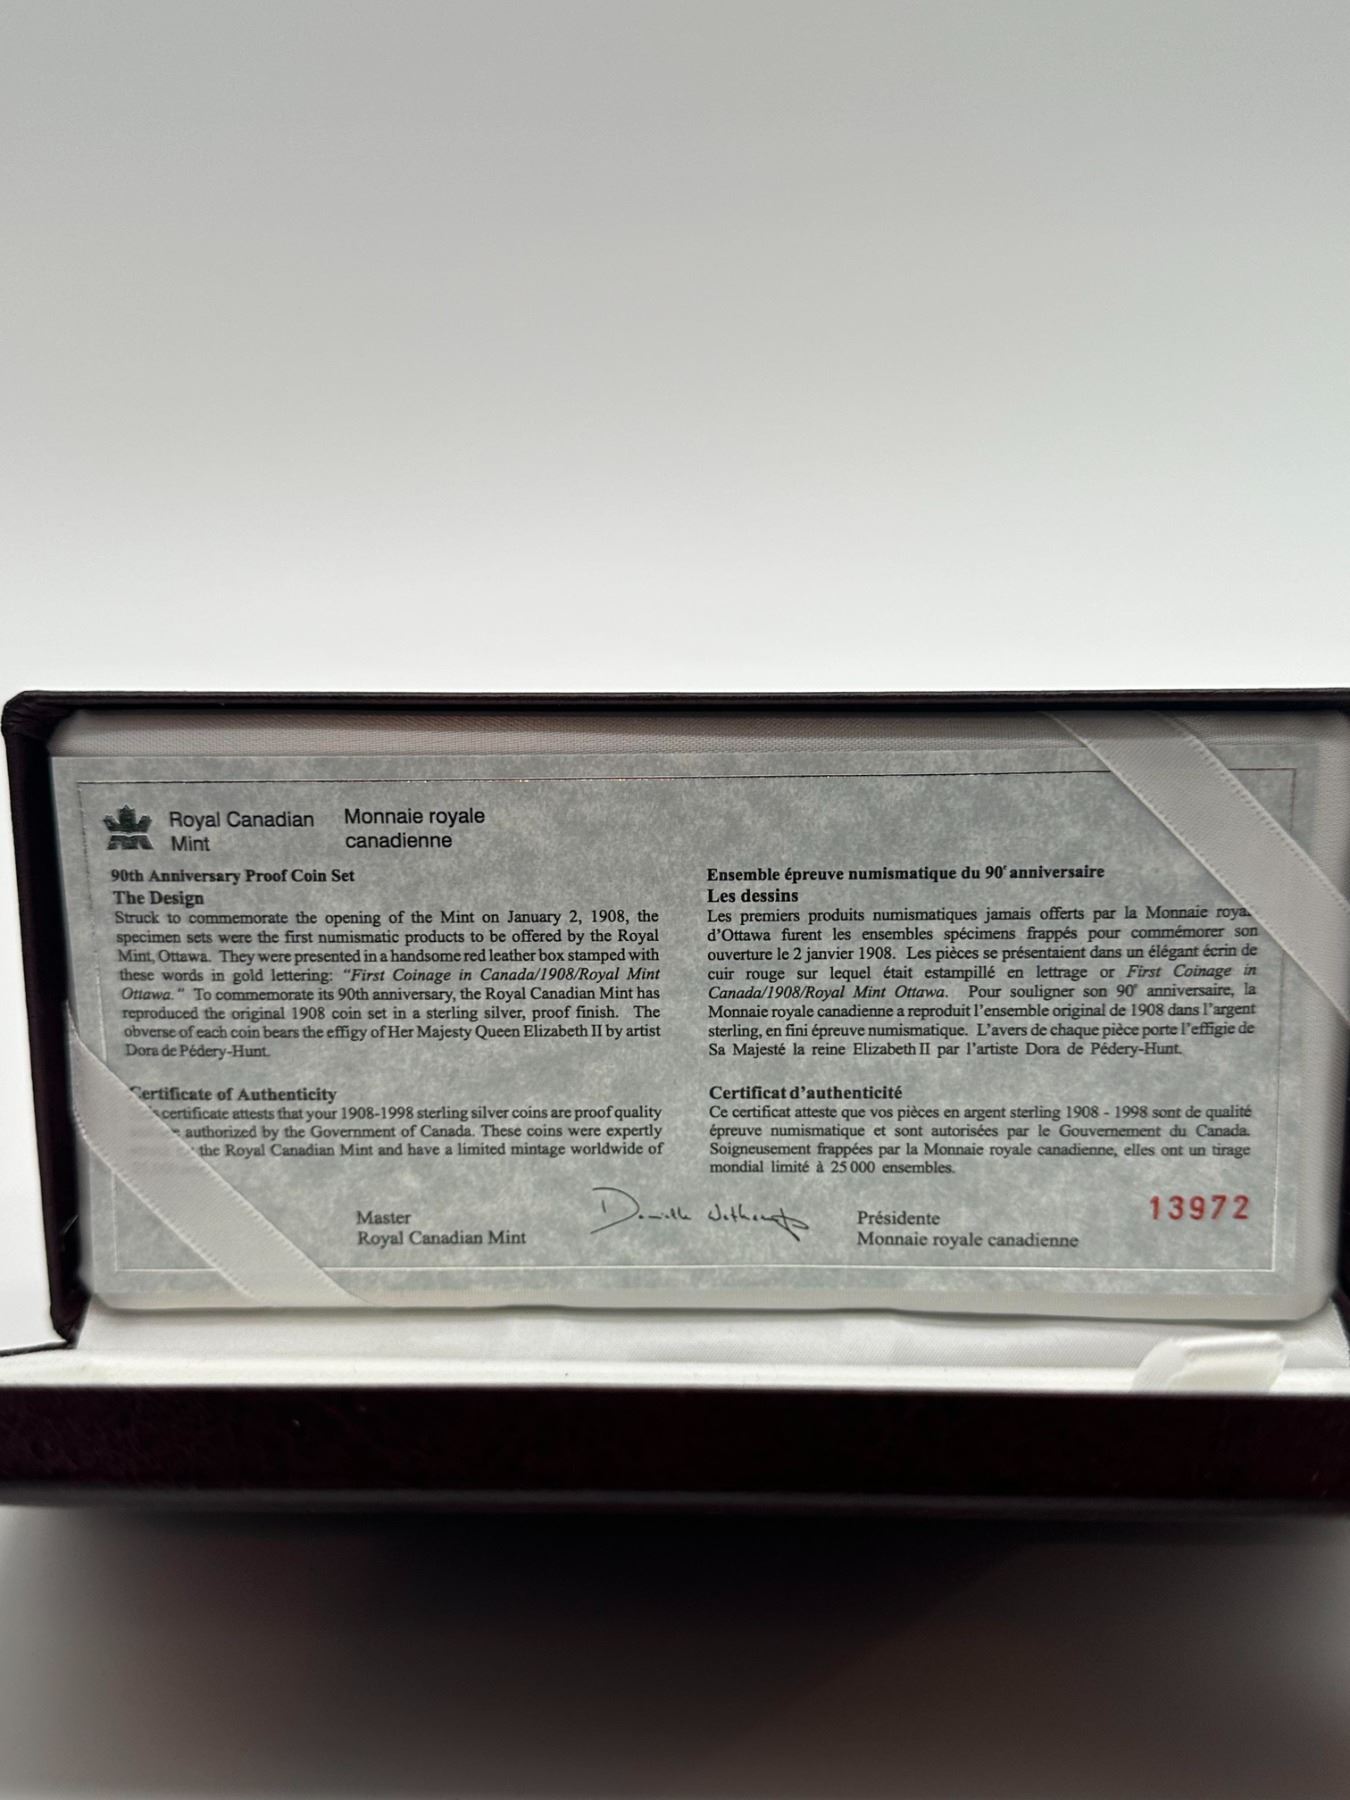 Royal Canadian
Mint
Monnaie royale
canadienne
90th Anniversary Proof Coin Set
The Design
Struck to commemorate the opening of the Mint on January 2, 1908, the
specimen sets were the first numismatic products to be offered by the Royal
Mint, Ottawa. They were presented in a handsome red leather box stamped with
these words in gold lettering: "First Coinage in Canada/1908/Royal Mint
Ottawa." To commemorate its 90th anniversary, the Royal Canadian Mint has
reproduced the original 1908 coin set in a sterling silver, proof finish. The
obverse of each coin bears the effigy of Her Majesty Queen Elizabeth II by artist
Dora de Pédery-Hunt.
Certificate of Authenticity
certificate attests that your 1908-1998 sterling silver coins are proof quality
authorized by the Government of Canada. These coins were expertly
the Royal Canadian Mint and have a limited mintage worldwide of
Ensemble épreuve numismatique du 90e anniversaire
Les dessins
Les premiers produits numismatiques jamais offerts par la Monnaie royale
d'Ottawa furent les ensembles spécimens frappés pour commémorer son
ouverture le 2 janvier 1908. Les pièces se présentaient dans un élégant écrin de
cuir rouge sur lequel était estampillé en lettrage or First Coinage in
Canada/1908/Royal Mint Ottawa. Pour souligner son 90e anniversaire, la
Monnaie royale canadienne a reproduit l'ensemble original de 1908 dans l'argent
sterling, en fini épreuve numismatique. L'avers de chaque pièce porte l'effigie de
Sa Majesté la reine Elizabeth II par l'artiste Dora de Pédery-Hunt.
Certificat d'authenticité
Ce certificat atteste que vos pièces en argent sterling 1908 - 1998 sont de qualité
épreuve numismatique et sont autorisées par le Gouvernement du Canada.
Soigneusement frappées par la Monnaie royale canadienne, elles ont un tirage
mondial limité à 25 000 ensembles.
Master
Royal Canadian Mint
Présidente
Monnaie royale canadienne
13972